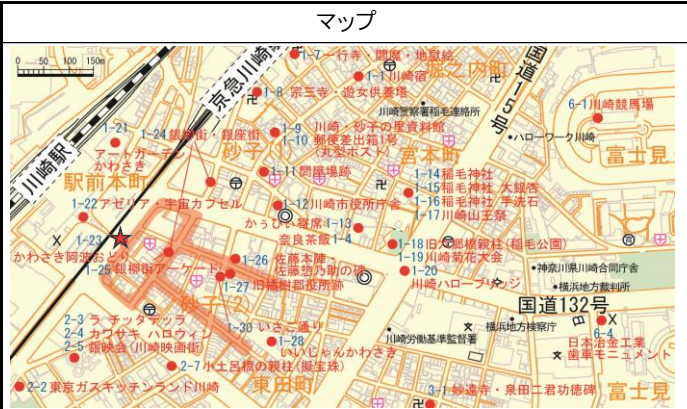 マップ
0 50 100 150m
京急川崎駅
川崎駅
国道15号
国道132号
堀之内町
宮本町
砂子(1)
砂子(2)
駅前本町
東田町
富士見
富士見
1-7 一行寺・閻魔・地獄絵
1-1 川崎宿
1-8 宗三寺・遊女供養塔
川崎警察署稲毛連絡所
6-1 川崎競馬場
ハローワーク川崎
1-21
アートガーデン
かわさき
1-24 銀柳街・銀座街
1-9 川崎・砂子の里資料館
1-10 郵便差出箱1号
(丸型ポスト)
1-11 問屋場跡
1-14 稲毛神社
1-15 稲毛神社 大銀杏
1-16 稲毛神社 手洗石
1-17 川崎山王祭
1-22 アゼリア・宇宙カプセル
1-12 川崎市役所庁舎
かぅじぃ寝席 1-13
奈良茶飯 1-4
1-23
かわさき阿波おどり
1-25 銀柳街アーケード
1-18 旧六郷橋親柱(稲毛公園)
1-19 川崎菊花大会
1-20
川崎ハローブリッジ
1-26 佐藤本陣・
佐藤惣乃助の碑
1-27 旧橘樹郡役所跡
神奈川県川崎合同庁舎
横浜地方裁判所
横浜地方検察庁
川崎労働基準監督署
6-4
日本冶金工業
歯車モニュメント
1-30 いさご通り
1-28
いいじゃんかわさき
2-3 ラ チッタデッラ
2-4 カワサキ ハロウィン
2-5 銀映会(川崎映画街)
2-7 小土呂橋の親柱(擬宝珠)
2-2 東京ガスキッチンランド川崎
3-1 妙遠寺・泉田二君功徳碑